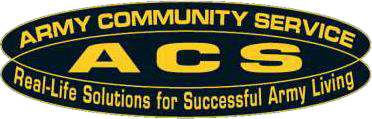 ARMY COMMUNITY SERVICE
ACS
Real-Life Solutions for Successful Army Living